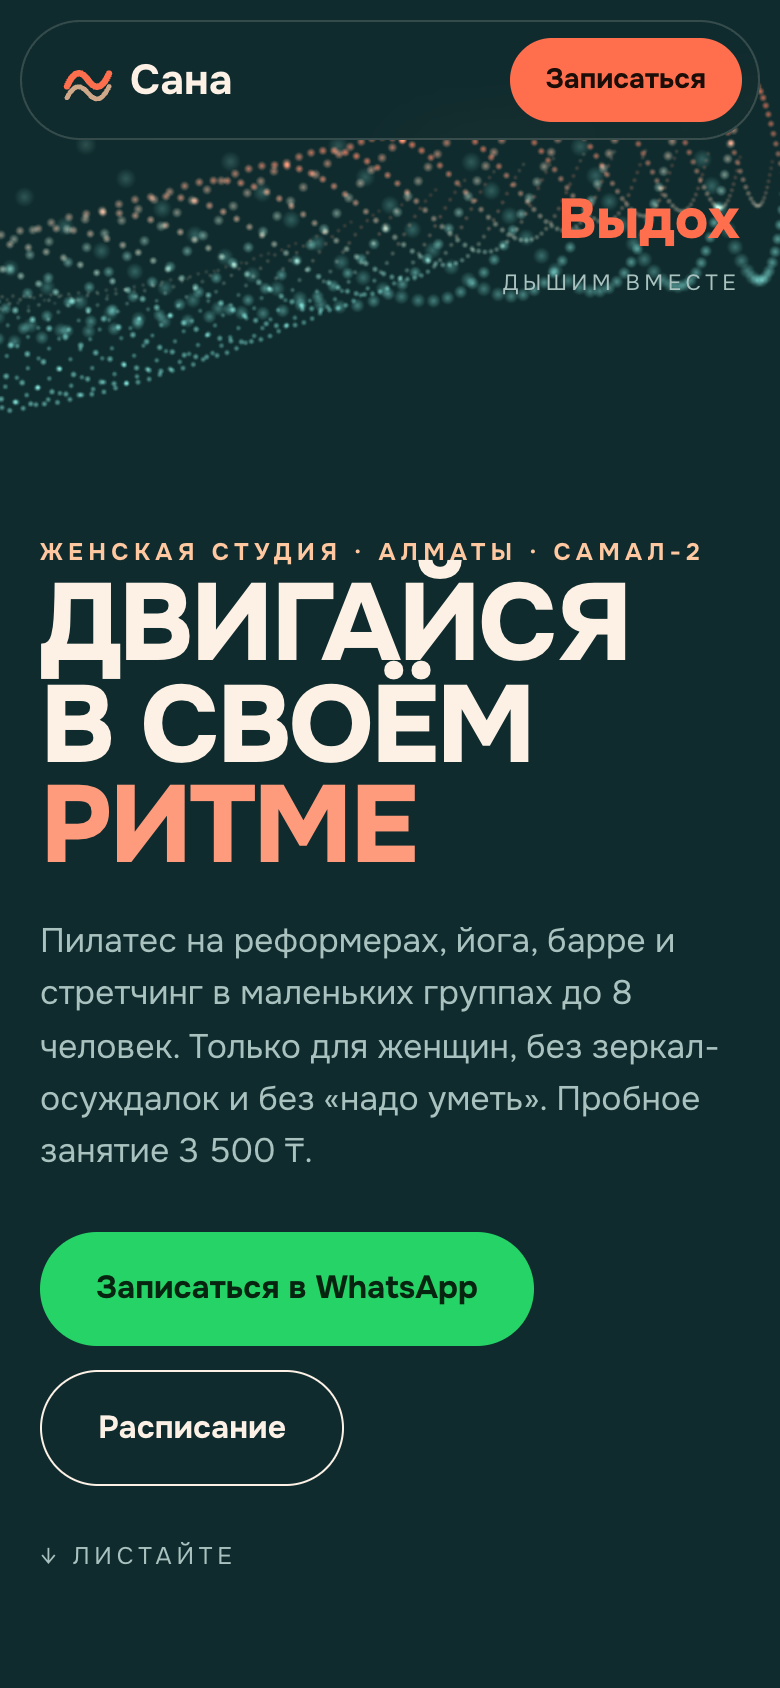 Сана
Записаться
Выдох
ДЫШИМ ВМЕСТЕ
ЖЕНСКАЯ СТУДИЯ · АЛМАТЫ · САМАЛ-2
ДВИГАЙСЯ
В СВОЁМ
РИТМЕ
Пилатес на реформерах, йога, барре и
стретчинг в маленьких группах до 8
человек. Только для женщин, без зеркал-
осуждалок и без «надо уметь». Пробное
занятие 3 500 ₸.
Записаться в WhatsApp
Расписание
↓ ЛИСТАЙТЕ